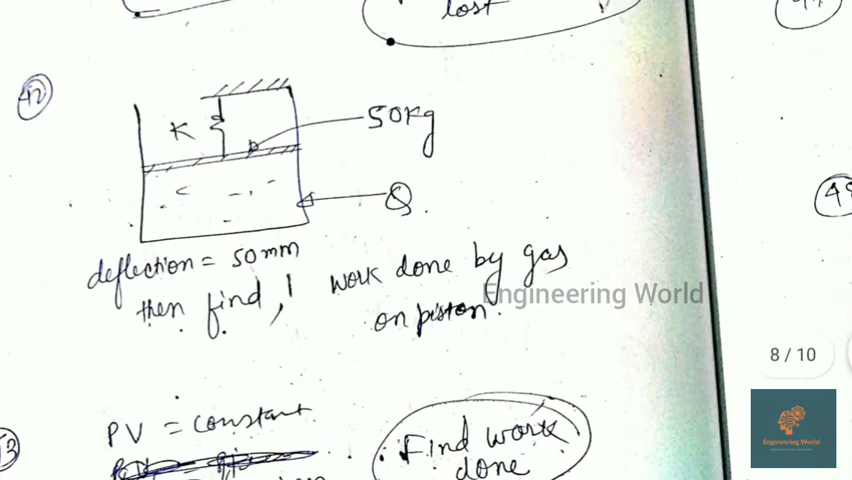 lost
42
K
50Kg
Q
deflection = 50mm
then find, work done by gas
on piston.
Engineering World
8 / 10
PV = constant
Find work
done
Engineering World